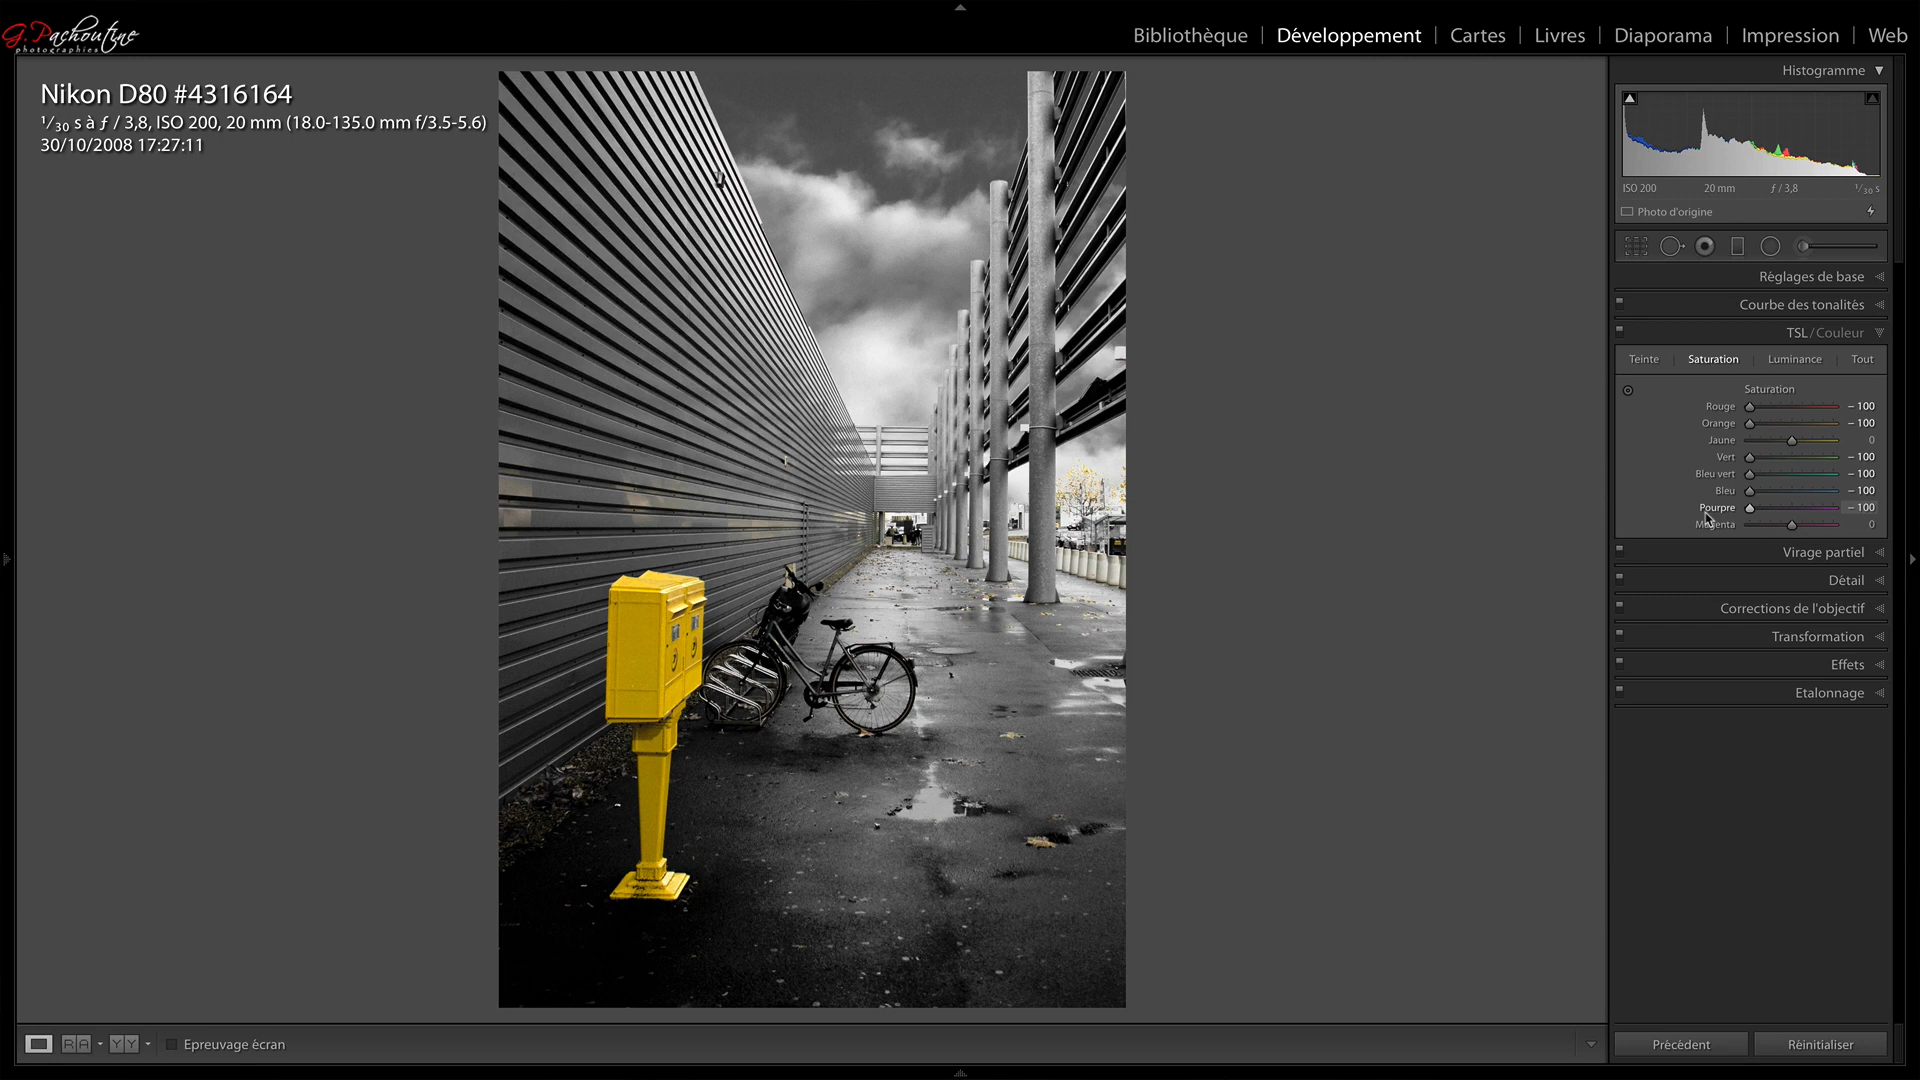 G.Pachoutine
photographies
Bibliothèque | Développement | Cartes | Livres | Diaporama | Impression | Web
Nikon D80 #4316164
1/30 s à ƒ / 3,8, ISO 200, 20 mm (18.0-135.0 mm f/3.5-5.6)
30/10/2008 17:27:11
Histogramme
ISO 200 20 mm ƒ / 3,8 1/30 s
Photo d'origine
Réglages de base
Courbe des tonalités
TSL / Couleur
Teinte | Saturation | Luminance | Tout
Saturation
Rouge – 100
Orange – 100
Jaune 0
Vert – 100
Bleu vert – 100
Bleu – 100
Pourpre – 100
Magenta 0
Virage partiel
Détail
Corrections de l'objectif
Transformation
Effets
Etalonnage
R A Y Y Epreuvage écran
Précédent Réinitialiser